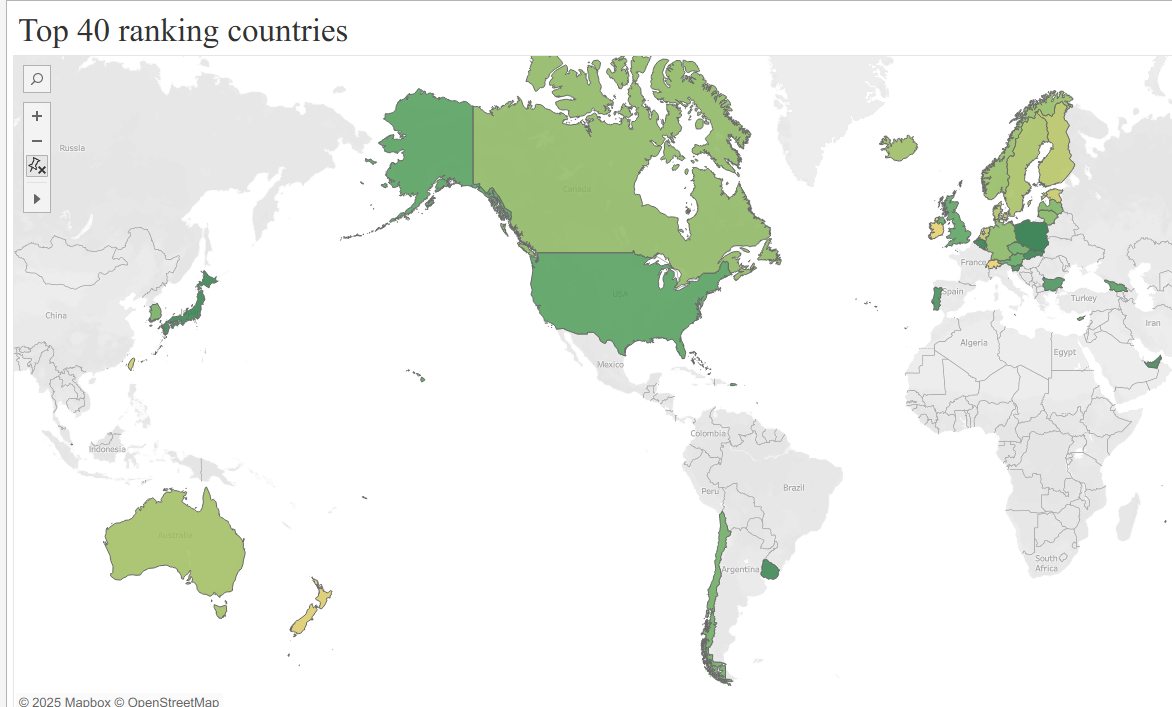 Top 40 ranking countries
Russia
Canada
France
Spain
USA
China
Turkey
Iran
Algeria
Egypt
Mexico
Colombia
Indonesia
Peru
Brazil
Australia
Argentina
South
Africa
© 2025 Mapbox © OpenStreetMap